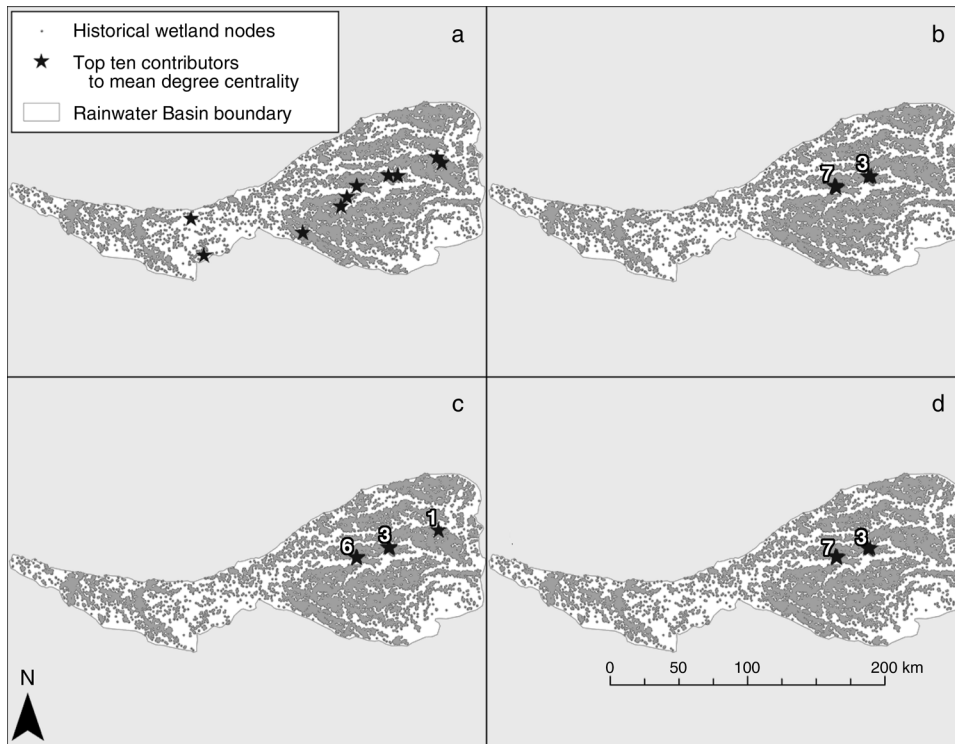 Historical wetland nodes
Top ten contributors
to mean degree centrality
Rainwater Basin boundary
a
b
7 3
c
6 3 1
N
d
7 3
0 50 100 200 km